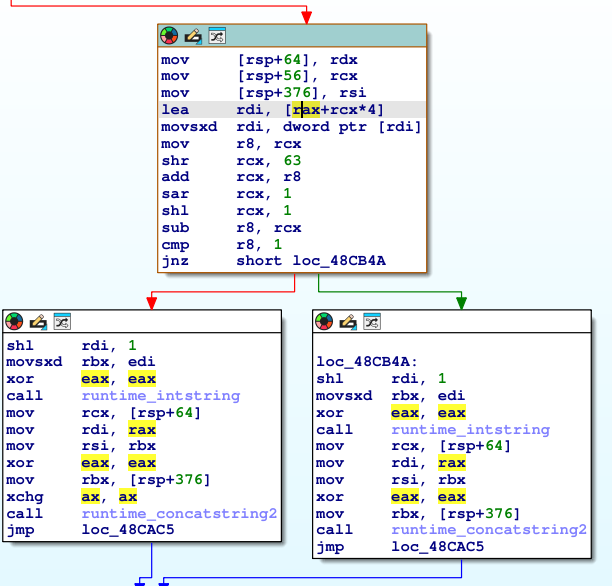 mov [rsp+64], rdx
mov [rsp+56], rcx
mov [rsp+376], rsi
lea rdi, [rax+rcx*4]
movsxd rdi, dword ptr [rdi]
mov r8, rcx
shr rcx, 63
add rcx, r8
sar rcx, 1
shl rcx, 1
sub r8, rcx
cmp r8, 1
jnz short loc_48CB4A
shl rdi, 1
movsxd rbx, edi
xor eax, eax
call runtime_intstring
mov rcx, [rsp+64]
mov rdi, rax
mov rsi, rbx
xor eax, eax
mov rbx, [rsp+376]
xchg ax, ax
call runtime_concatstring2
jmp loc_48CAC5
loc_48CB4A:
shl rdi, 1
movsxd rbx, edi
xor eax, eax
call runtime_intstring
mov rcx, [rsp+64]
mov rdi, rax
mov rsi, rbx
xor eax, eax
mov rbx, [rsp+376]
call runtime_concatstring2
jmp loc_48CAC5